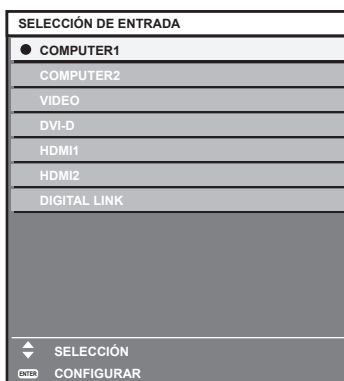 SELECCIÓN DE ENTRADA
COMPUTER1
COMPUTER2
VIDEO
DVI-D
HDMI1
HDMI2
DIGITAL LINK
SELECCIÓN
ENTER CONFIGURAR